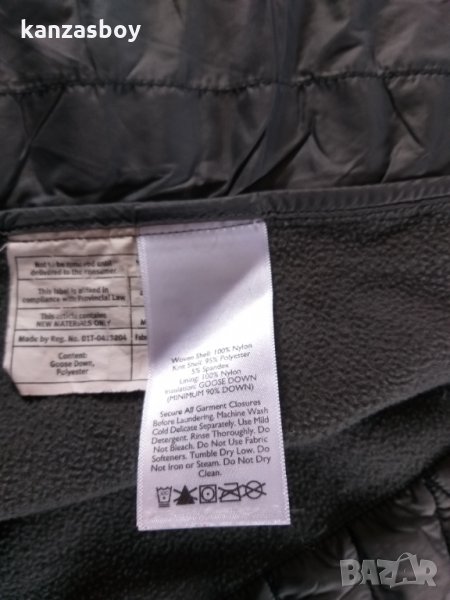 kanzasboy
Not to be removed until
delivered to the consumer
This label is affixed in
compliance with Provincial Law
This article contains
NEW MATERIALS ONLY
Made by Reg. No. 01T-0415204
Content:
Goose Down,
Polyester
Woven Shell: 100% Nylon
Knit Shell: 95% Polyester
5% Spandex
Lining: 100% Nylon
Insulation: GOOSE DOWN
(MINIMUM 90% DOWN)
Secure All Garment Closures
Before Laundering. Machine Wash
Cold Delicate Separately. Use Mild
Detergent. Rinse Thoroughly. Do
Not Bleach. Do Not Use Fabric
Softeners. Tumble Dry Low. Do
Not Iron or Steam. Do Not Dry
Clean.
BAZAR